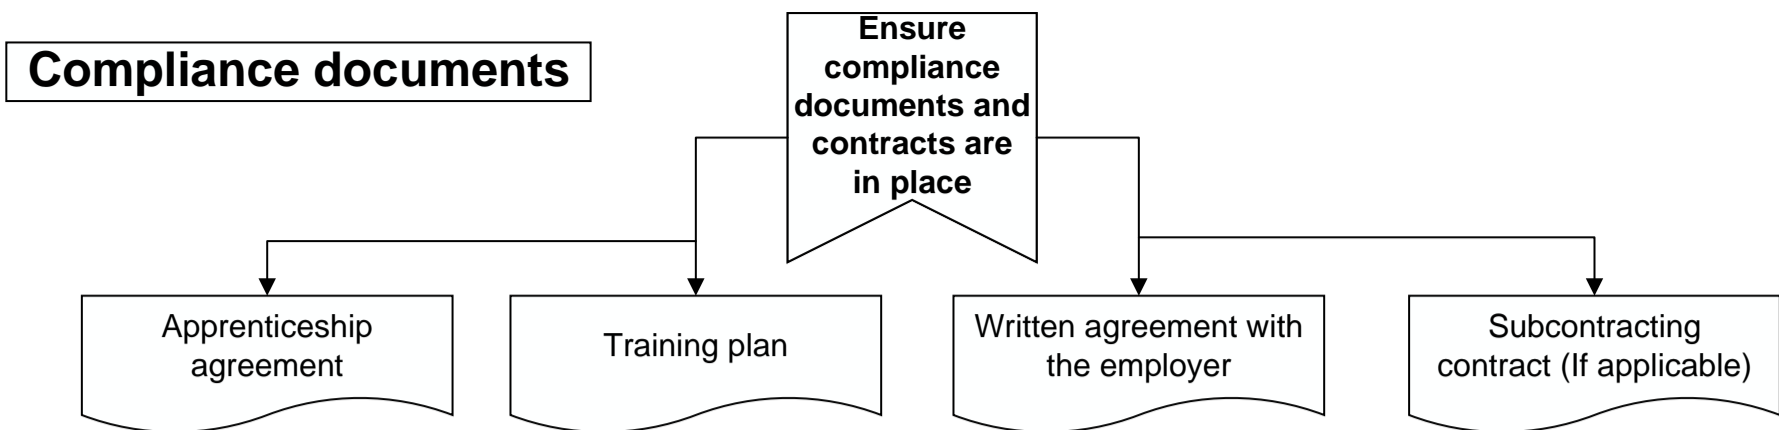 Compliance documents
Ensure
compliance
documents and
contracts are
in place
Apprenticeship
agreement
Training plan
Written agreement with
the employer
Subcontracting
contract (If applicable)